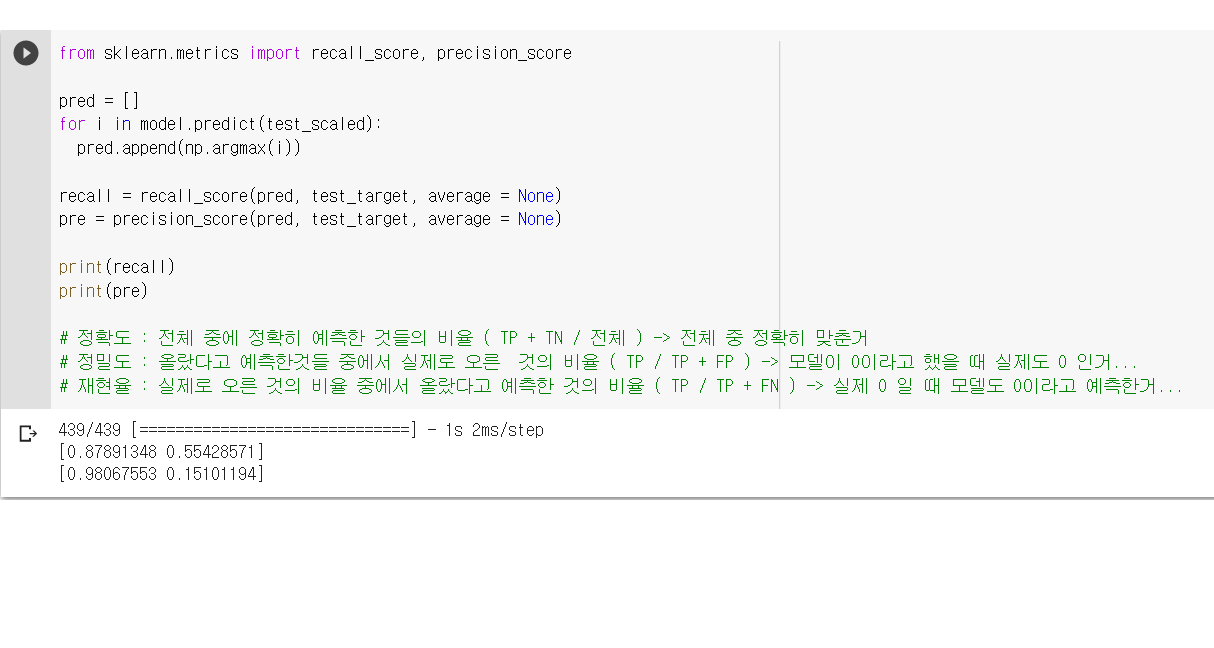 from sklearn.metrics import recall_score, precision_score
pred = []
for i in model.predict(test_scaled):
  pred.append(np.argmax(i))
recall = recall_score(pred, test_target, average = None)
pre = precision_score(pred, test_target, average = None)
print(recall)
print(pre)
# 정확도 : 전체 중에 정확히 예측한 것들의 비율 ( TP + TN / 전체 ) -> 전체 중 정확히 맞춘거
# 정밀도 : 올랐다고 예측한것들 중에서 실제로 오른  것의 비율 ( TP / TP + FP ) -> 모델이 0이라고 했을 때 실제도 0 인거...
# 재현율 : 실제로 오른 것의 비율 중에서 올랐다고 예측한 것의 비율 ( TP / TP + FN ) -> 실제 0 일 때 모델도 0이라고 예측한거...
439/439 [==============================] - 1s 2ms/step
[0.87891348 0.55428571]
[0.98067553 0.15101194]